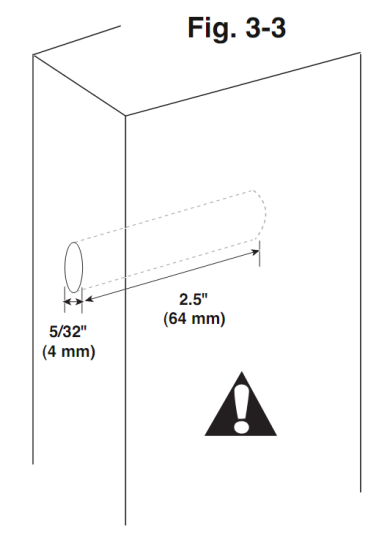 Fig. 3-3
2.5"
(64 mm)
5/32"
(4 mm)